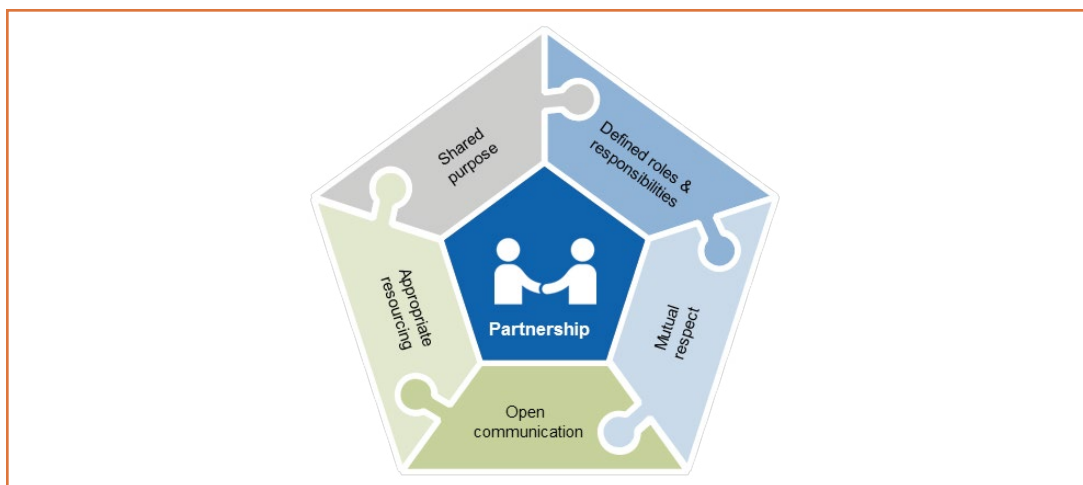 Shared
purpose
Defined roles &
responsibilities
Mutual
respect
Open
communication
Appropriate
resourcing
Partnership